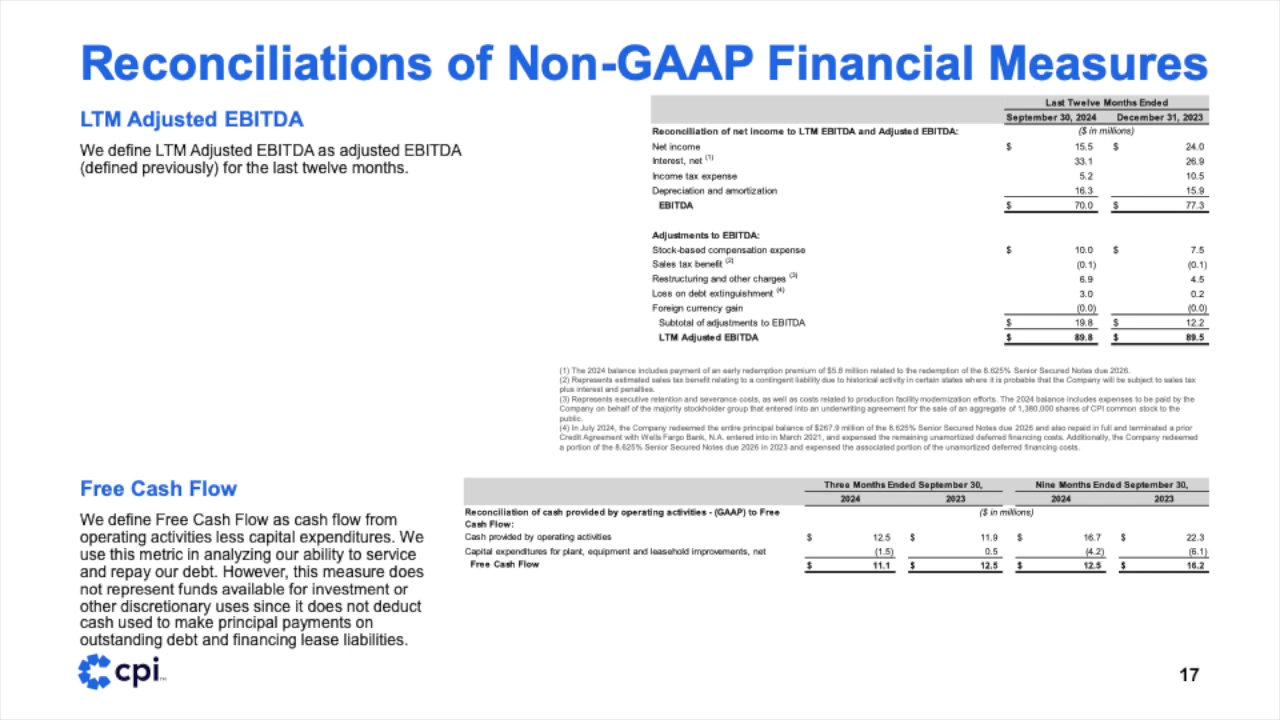 Reconciliations of Non-GAAP Financial Measures
LTM Adjusted EBITDA
We define LTM Adjusted EBITDA as adjusted EBITDA
(defined previously) for the last twelve months.
Last Twelve Months Ended
September 30, 2024 December 31, 2023
Reconciliation of net income to LTM EBITDA and Adjusted EBITDA: ($ in millions)
Net income $ 15.5 $ 24.0
Interest, net (1) 33.1 26.9
Income tax expense 5.2 10.5
Depreciation and amortization 16.3 15.9
EBITDA $ 70.0 $ 77.3
Adjustments to EBITDA:
Stock-based compensation expense $ 10.0 $ 7.5
Sales tax benefit (2) (0.1) (0.1)
Restructuring and other charges (3) 6.9 4.5
Loss on debt extinguishment (4) 3.0 0.2
Foreign currency gain (0.0) (0.0)
Subtotal of adjustments to EBITDA $ 19.8 $ 12.2
LTM Adjusted EBITDA $ 89.8 $ 89.5
(1) The 2024 balance includes payment of an early redemption premium of $5.8 million related to the redemption of the 8.625% Senior Secured Notes due 2026.
(2) Represents estimated sales tax benefit relating to a contingent liability due to historical activity in certain states where it is probable that the Company will be subject to sales tax
plus interest and penalties.
(3) Represents executive retention and severance costs, as well as costs related to production facility modernization efforts. The 2024 balance includes expenses to be paid by the
Company on behalf of the majority stockholder group that entered into an underwriting agreement for the sale of an aggregate of 1,380,000 shares of CPI common stock to the
public.
(4) In July 2024, the Company redeemed the entire principal balance of $267.9 million of the 8.625% Senior Secured Notes due 2026 and also repaid in full and terminated a prior
Credit Agreement with Wells Fargo Bank, N.A. entered into in March 2021, and expensed the remaining unamortized deferred financing costs. Additionally, the Company redeemed
a portion of the 8.625% Senior Secured Notes due 2026 in 2023 and expensed the associated portion of the unamortized deferred financing costs.
Free Cash Flow
We define Free Cash Flow as cash flow from
operating activities less capital expenditures. We
use this metric in analyzing our ability to service
and repay our debt. However, this measure does
not represent funds available for investment or
other discretionary uses since it does not deduct
cash used to make principal payments on
outstanding debt and financing lease liabilities.
Three Months Ended September 30, Nine Months Ended September 30,
2024 2023 2024 2023
Reconciliation of cash provided by operating activities - (GAAP) to Free ($ in millions)
Cash Flow:
Cash provided by operating activities $ 12.5 $ 11.9 $ 16.7 $ 22.3
Capital expenditures for plant, equipment and leasehold improvements, net (1.5) 0.5 (4.2) (6.1)
Free Cash Flow $ 11.1 $ 12.5 $ 12.5 $ 16.2
cpi
17